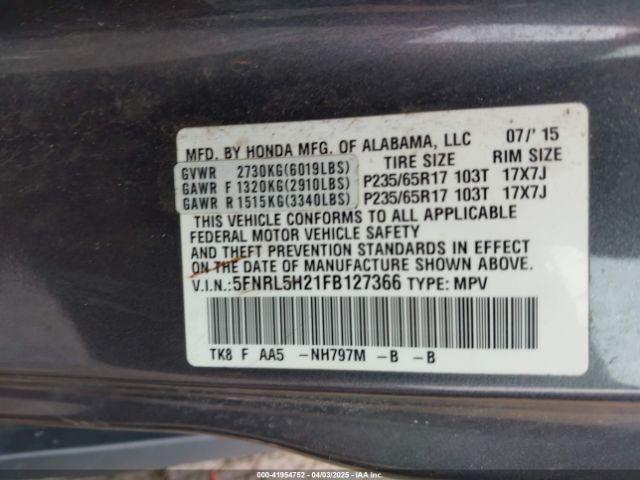 MFD. BY HONDA MFG. OF ALABAMA, LLC 07/'15
TIRE SIZE RIM SIZE
GVWR 2730KG(6019LBS)
GAWR F 1320KG(2910LBS) P235/65R17 103T 17X7J
GAWR R 1515KG(3340LBS) P235/65R17 103T 17X7J
THIS VEHICLE CONFORMS TO ALL APPLICABLE
FEDERAL MOTOR VEHICLE SAFETY
AND THEFT PREVENTION STANDARDS IN EFFECT
ON THE DATE OF MANUFACTURE SHOWN ABOVE.
V.I.N.:5FNRL5H21FB127366 TYPE: MPV
TK8 F AA5 -NH797M -B -B
000-41954752 - 04/03/2025 - IAAI.COM